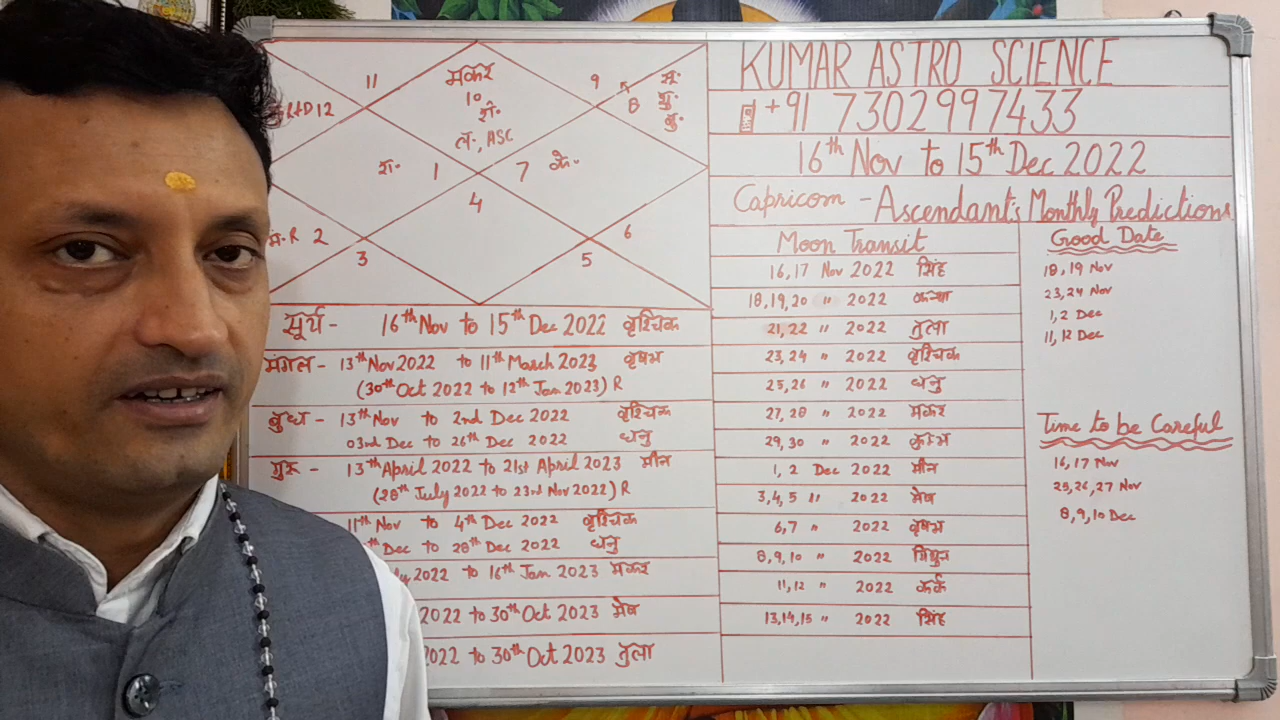 11
मकर
10
श॰
ल॰, ASC
9
8
सू॰
शु॰
बु॰
12
रा॰ 1
7 के॰
4
मं॰ R 2
3
5
6
सूर्य - 16th Nov to 15th Dec 2022 वृश्चिक
मंगल - 13th Nov 2022 to 11th March 2023 वृषभ
(30th Oct 2022 to 12th Jan 2023) R
बुध - 13th Nov to 2nd Dec 2022 वृश्चिक
03rd Dec to 26th Dec 2022 धनु
गुरू - 13th April 2022 to 21st April 2023 मीन
(28th July 2022 to 23rd Nov 2022) R
11th Nov to 4th Dec 2022 वृश्चिक
th Dec to 28th Dec 2022 धनु
2022 to 16th Jan 2023 मकर
2022 to 30th Oct 2023 मेष
2022 to 30th Oct 2023 तुला
KUMAR ASTRO SCIENCE
+91 7302997433
16th Nov to 15th Dec 2022
Capricorn - Ascendant's Monthly Predictions
Moon Transit
16, 17 Nov 2022 सिंह
18, 19, 20 " 2022 कन्या
21, 22 " 2022 तुला
23, 24 " 2022 वृश्चिक
25, 26 " 2022 धनु
27, 28 " 2022 मकर
29, 30 " 2022 कुंभ
1, 2 Dec 2022 मीन
3, 4, 5 " 2022 मेष
6, 7 " 2022 वृषभ
8, 9, 10 " 2022 मिथुन
11, 12 " 2022 कर्क
13, 14, 15 " 2022 सिंह
Good Date
18, 19 Nov
23, 24 Nov
1, 2 Dec
11, 12 Dec
Time to be Careful
16, 17 Nov
25, 26, 27 Nov
8, 9, 10 Dec